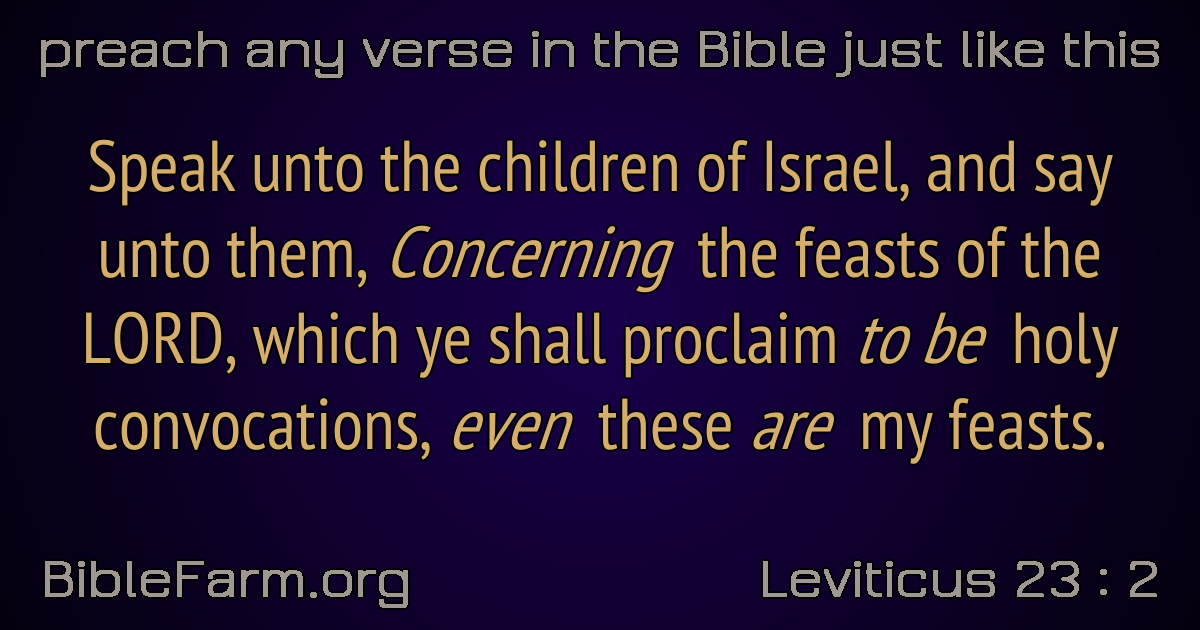 preach any verse in the Bible just like this
Speak unto the children of Israel, and say
unto them, Concerning the feasts of the
LORD, which ye shall proclaim to be holy
convocations, even these are my feasts.
BibleFarm.org
Leviticus 23 : 2